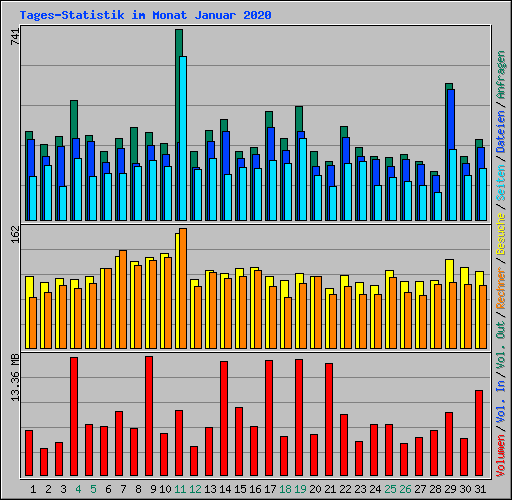 Tages-Statistik im Monat Januar 2020
741
162
13.36 MB
Volumen / Vol. In / Vol. Out / Rechner / Besuche / Seiten / Dateien / Anfragen
1 2 3 4 5 6 7 8 9 10 11 12 13 14 15 16 17 18 19 20 21 22 23 24 25 26 27 28 29 30 31